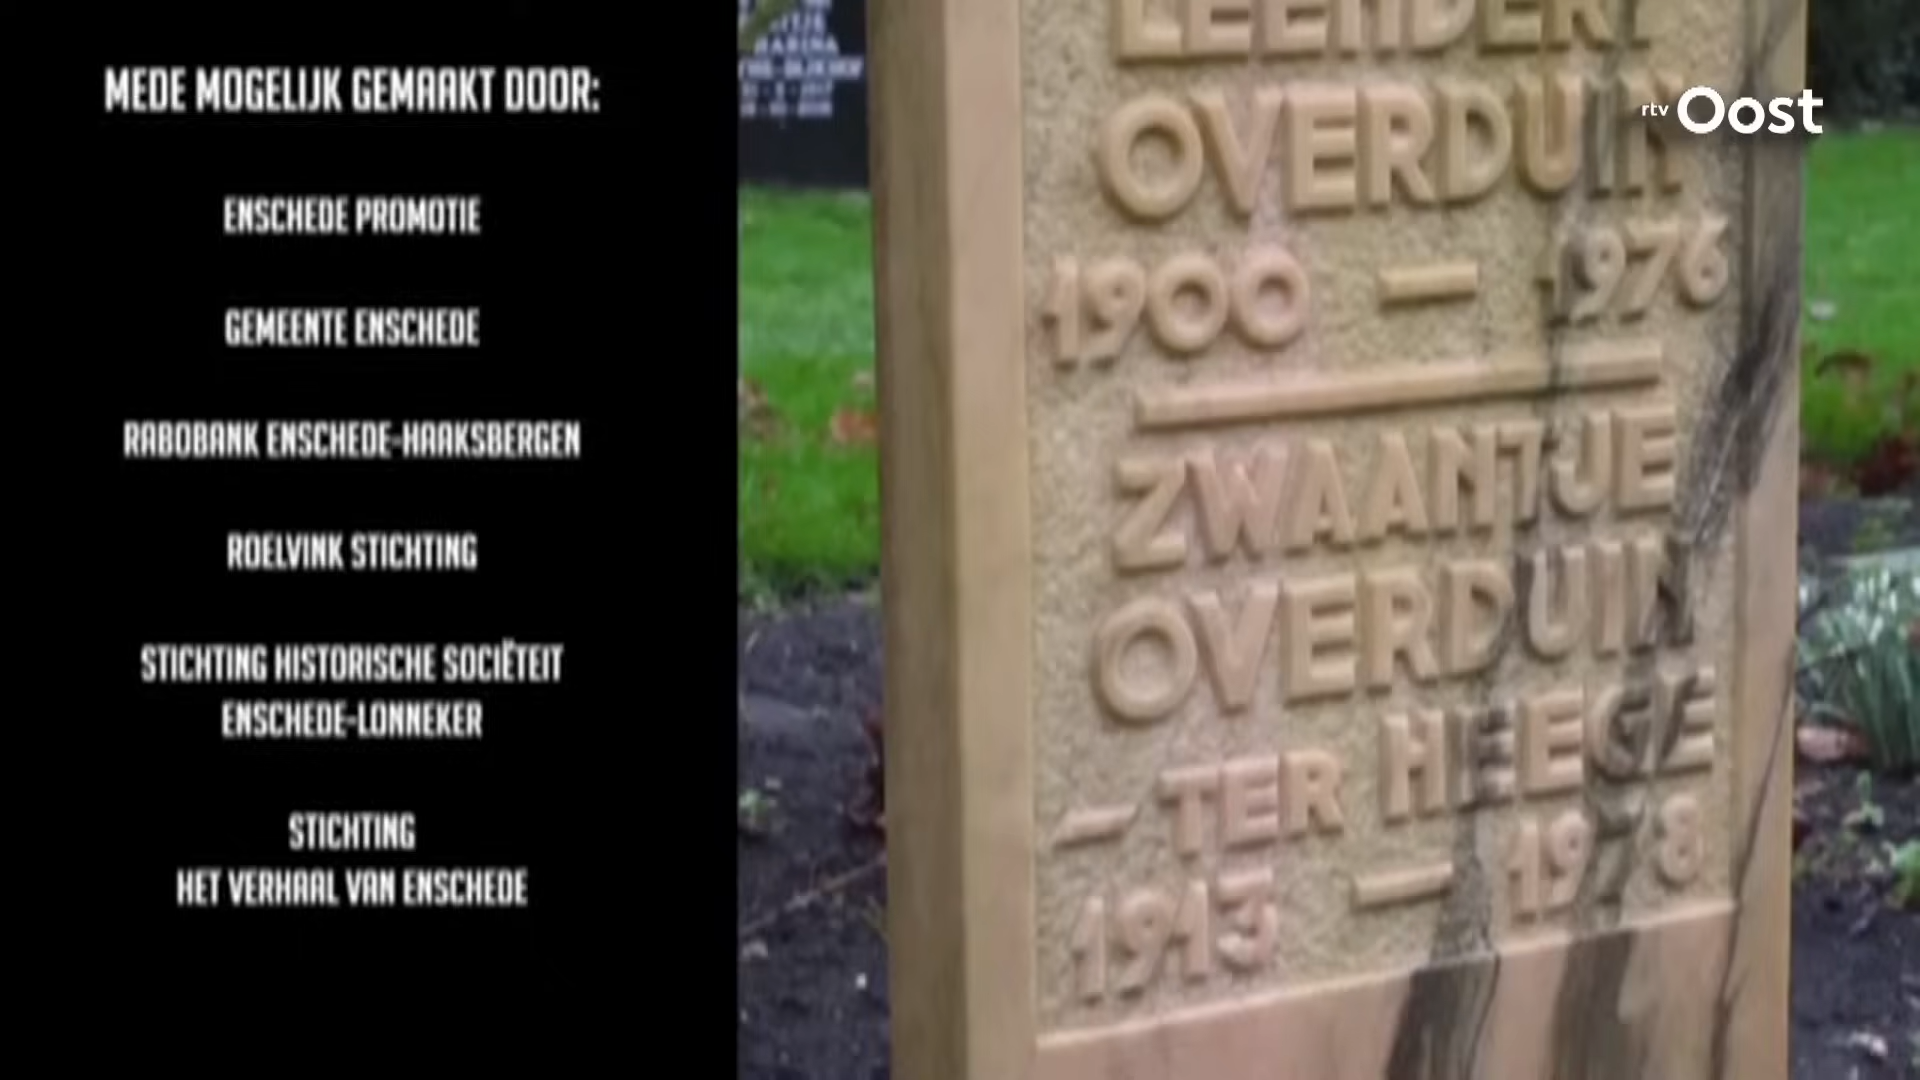 MEDE MOGELIJK GEMAAKT DOOR:
ENSCHEDE PROMOTIE
GEMEENTE ENSCHEDE
RABOBANK ENSCHEDE-HAAKSBERGEN
ROELVINK STICHTING
STICHTING HISTORISCHE SOCIËTEIT
ENSCHEDE-LONNEKER
STICHTING
HET VERHAAL VAN ENSCHEDE
rtv Oost
LEENDERT
OVERDUIN
1900 — 1976
ZWAANTJE
OVERDUIN
— TER HEEGE
1913 — 1978